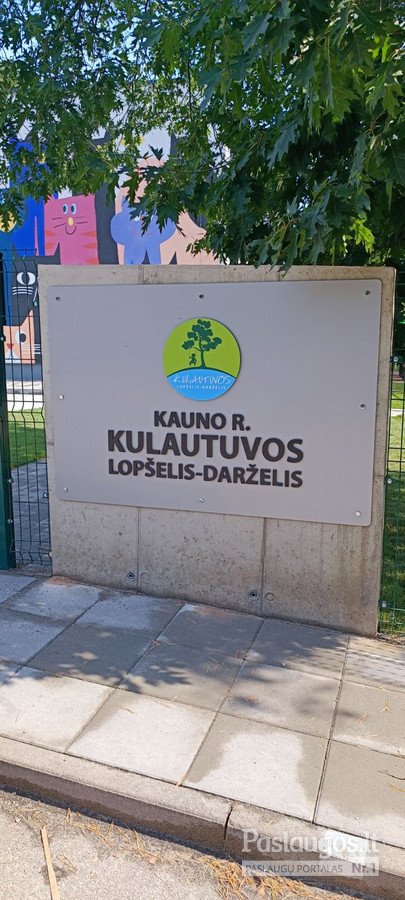 KULAUTUVOS
LOPŠELIS-DARŽELIS
KAUNO R.
KULAUTUVOS
LOPŠELIS-DARŽELIS
Paslaugos.lt
PASLAUGŲ PORTALAS Nr.1